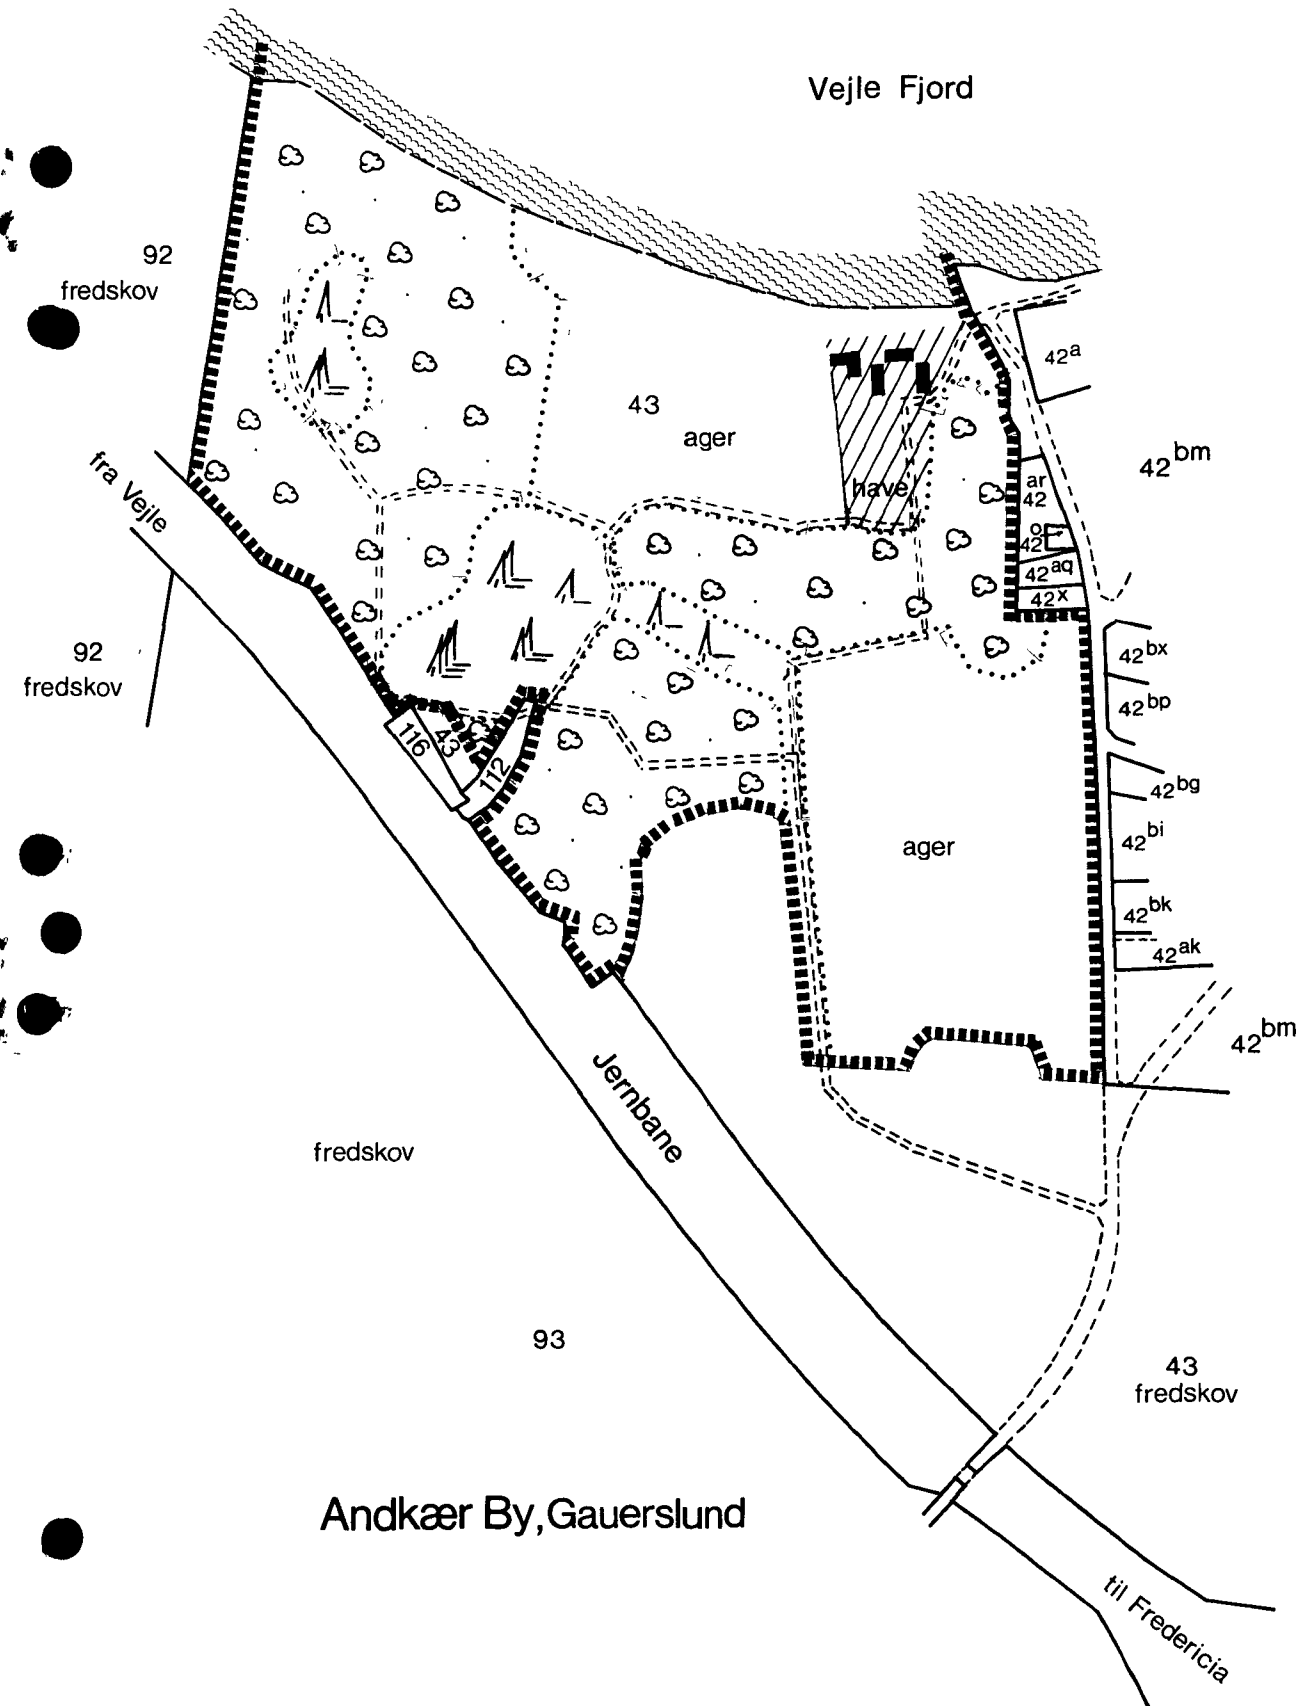 Vejle Fjord
92
fredskov
42a
43
ager
42bm
fra Vejle
have
ar
42
o
42
42aq
42x
92
fredskov
42bx
42bp
116
43
112
42bg
42bi
ager
42bk
42ak
42bm
Jernbane
fredskov
93
43
fredskov
Andkær By, Gauerslund
til Fredericia